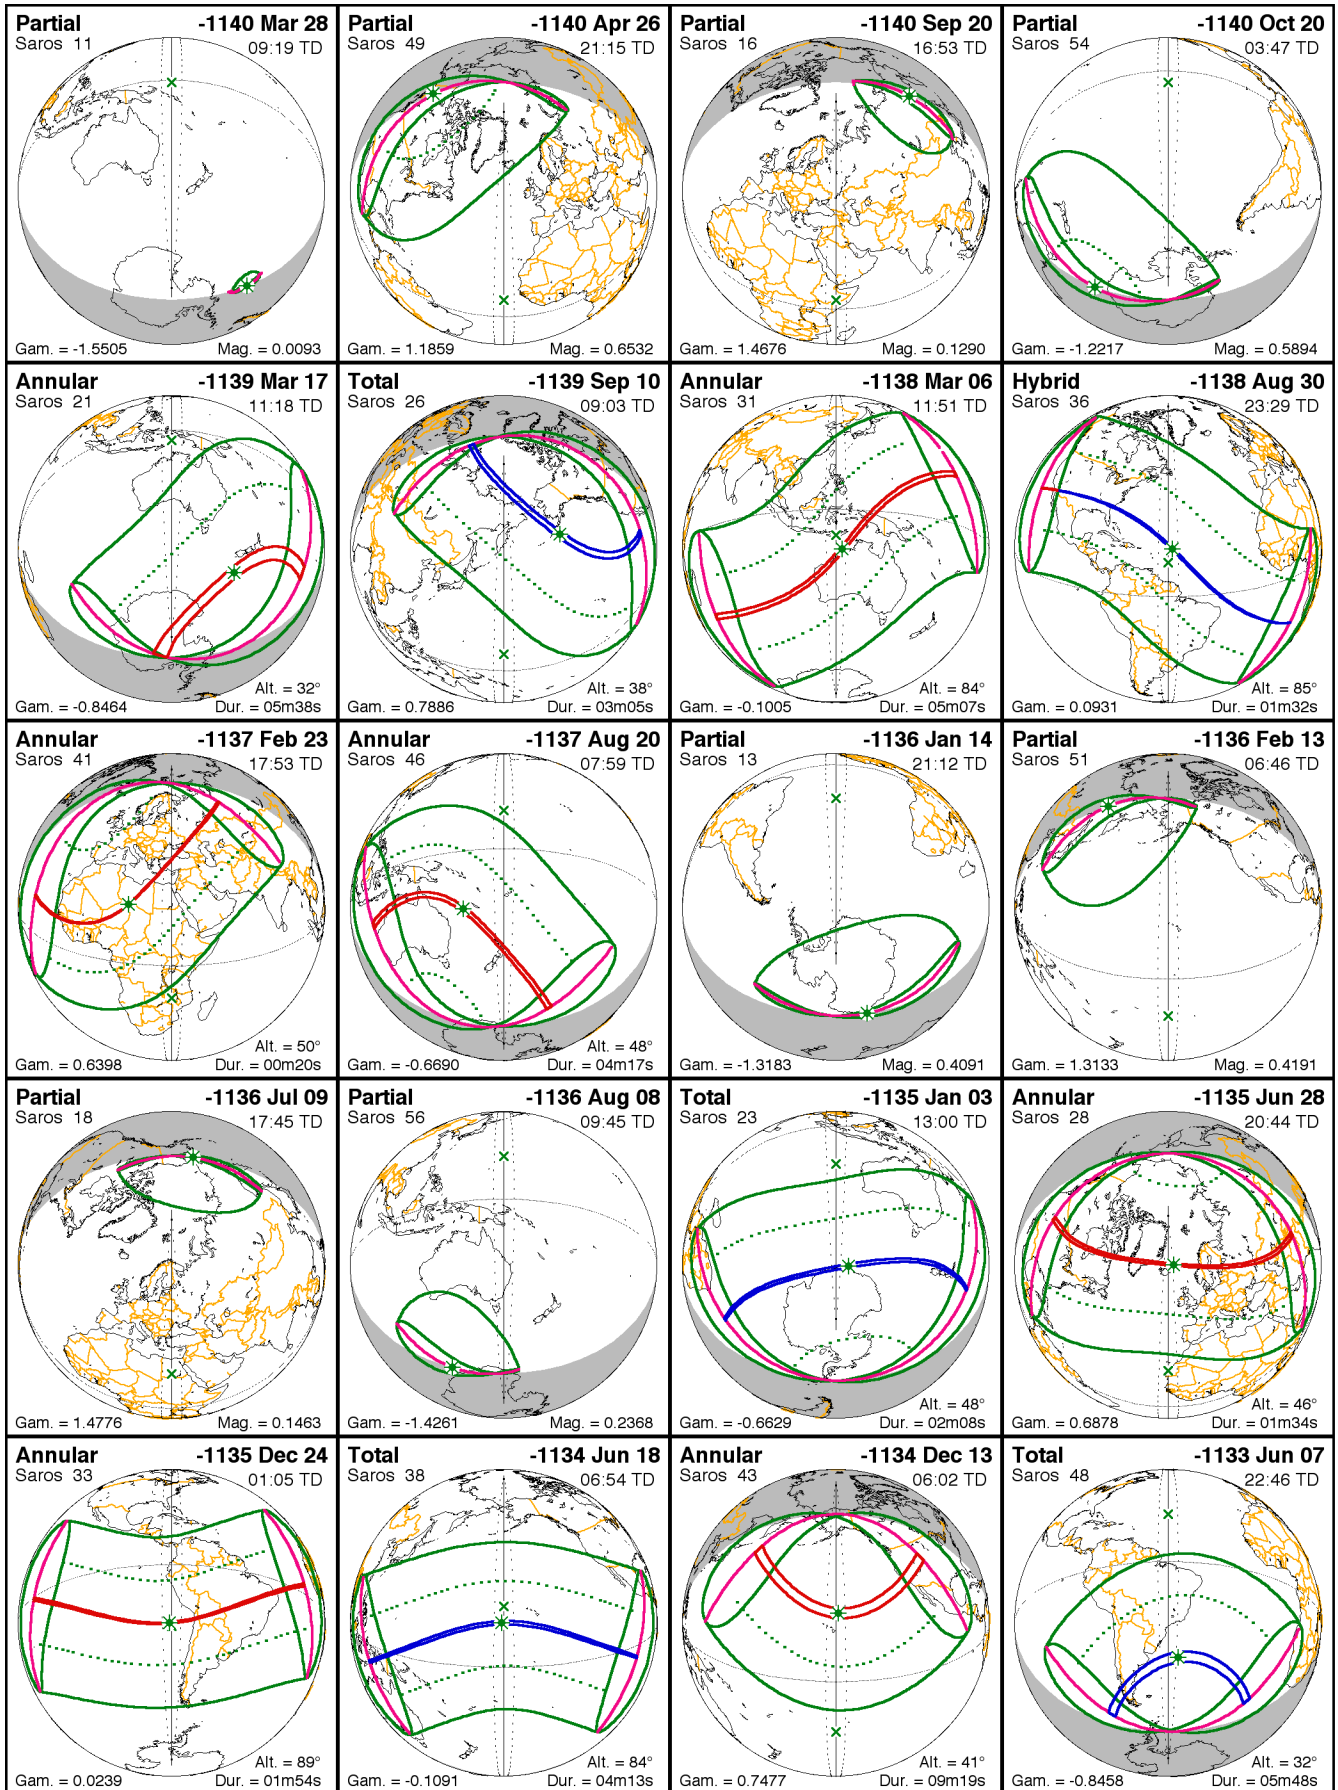 Partial -1140 Mar 28
Saros 11 09:19 TD
Gam. = -1.5505 Mag. = 0.0093
Partial -1140 Apr 26
Saros 49 21:15 TD
Gam. = 1.1859 Mag. = 0.6532
Partial -1140 Sep 20
Saros 16 16:53 TD
Gam. = 1.4676 Mag. = 0.1290
Partial -1140 Oct 20
Saros 54 03:47 TD
Gam. = -1.2217 Mag. = 0.5894
Annular -1139 Mar 17
Saros 21 11:18 TD
Alt. = 32°
Gam. = -0.8464 Dur. = 05m38s
Total -1139 Sep 10
Saros 26 09:03 TD
Alt. = 38°
Gam. = 0.7886 Dur. = 03m05s
Annular -1138 Mar 06
Saros 31 11:51 TD
Alt. = 84°
Gam. = -0.1005 Dur. = 05m07s
Hybrid -1138 Aug 30
Saros 36 23:29 TD
Alt. = 85°
Gam. = 0.0931 Dur. = 01m32s
Annular -1137 Feb 23
Saros 41 17:53 TD
Alt. = 50°
Gam. = 0.6398 Dur. = 00m20s
Annular -1137 Aug 20
Saros 46 07:59 TD
Alt. = 48°
Gam. = -0.6690 Dur. = 04m17s
Partial -1136 Jan 14
Saros 13 21:12 TD
Gam. = -1.3183 Mag. = 0.4091
Partial -1136 Feb 13
Saros 51 06:46 TD
Gam. = 1.3133 Mag. = 0.4191
Partial -1136 Jul 09
Saros 18 17:45 TD
Gam. = 1.4776 Mag. = 0.1463
Partial -1136 Aug 08
Saros 56 09:45 TD
Gam. = -1.4261 Mag. = 0.2368
Total -1135 Jan 03
Saros 23 13:00 TD
Alt. = 48°
Gam. = -0.6629 Dur. = 02m08s
Annular -1135 Jun 28
Saros 28 20:44 TD
Alt. = 46°
Gam. = 0.6878 Dur. = 01m34s
Annular -1135 Dec 24
Saros 33 01:05 TD
Alt. = 89°
Gam. = 0.0239 Dur. = 01m54s
Total -1134 Jun 18
Saros 38 06:54 TD
Alt. = 84°
Gam. = -0.1091 Dur. = 04m13s
Annular -1134 Dec 13
Saros 43 06:02 TD
Alt. = 41°
Gam. = 0.7477 Dur. = 09m19s
Total -1133 Jun 07
Saros 48 22:46 TD
Alt. = 32°
Gam. = -0.8458 Dur. = 05m48s